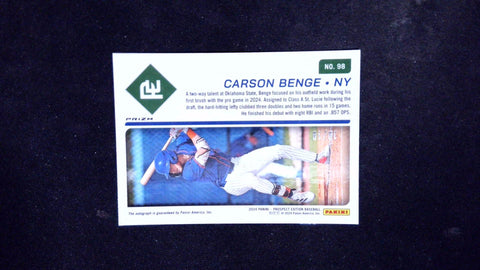 NO. 98
CARSON BENGE • NY
A two-way talent at Oklahoma State, Benge focused on his outfield work during his
first brush with the pro game in 2024. Assigned to Class A St. Lucie following the
draft, the hard-hitting lefty clubbed three doubles and two home runs in 15 games.
He finished his debut with eight RBI and an .857 OPS.
PRIZM
The autograph is guaranteed by Panini America, Inc.
2024 PANINI - PROSPECT EDITION BASEBALL
PANINI